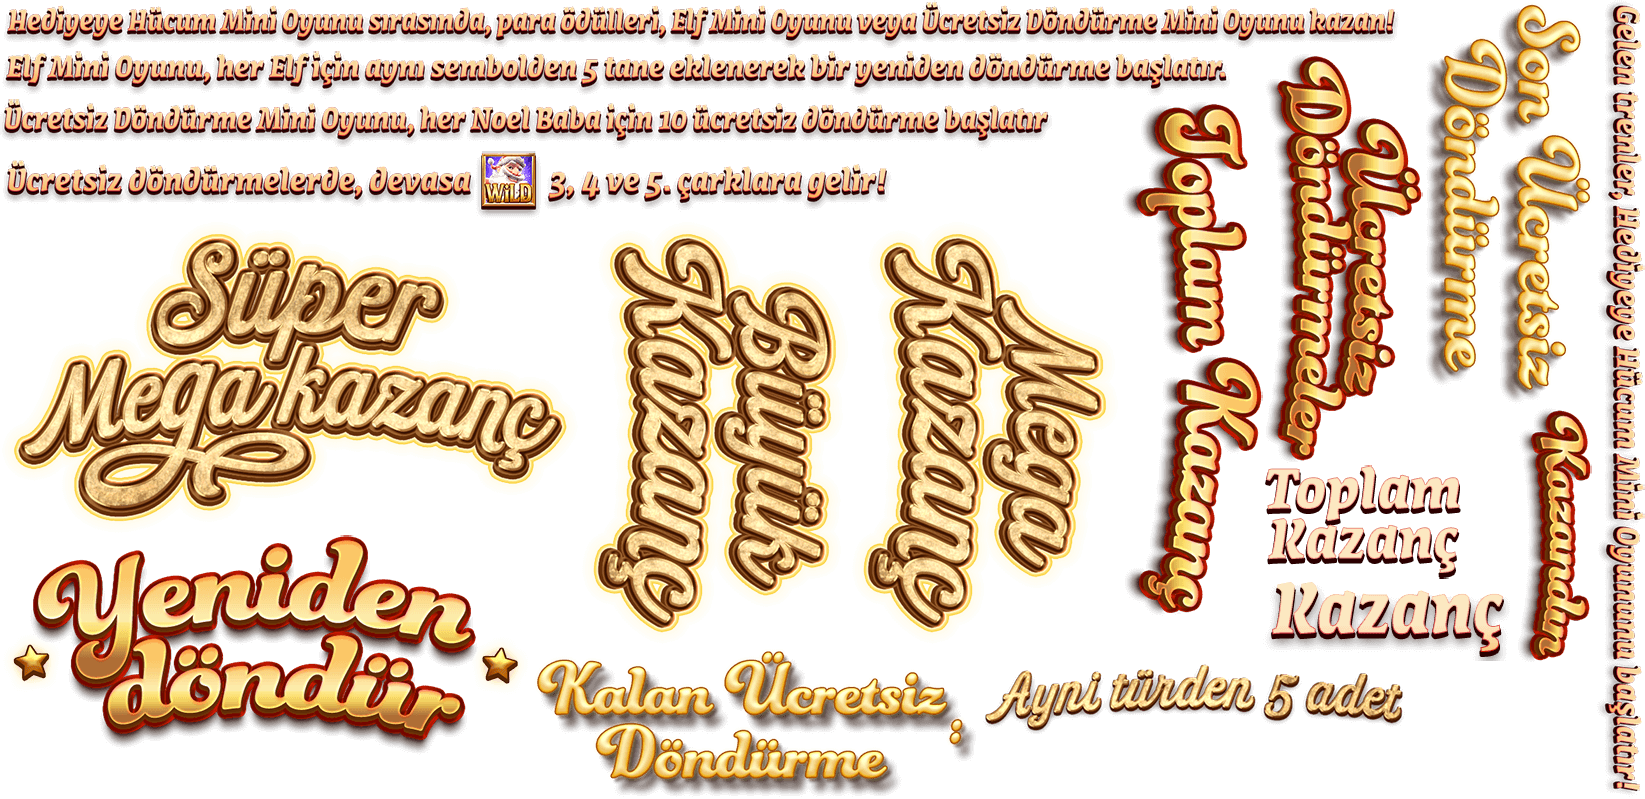 Hediyeye Hücum Mini Oyunu sırasında, para ödülleri, Elf Mini Oyunu veya Ücretsiz Döndürme Mini Oyunu kazan!
Elf Mini Oyunu, her Elf için aynı sembolden 5 tane eklenerek bir yeniden döndürme başlatır.
Ücretsiz Döndürme Mini Oyunu, her Noel Baba için 10 ücretsiz döndürme başlatır
Ücretsiz döndürmelerde, devasa WILD 3, 4 ve 5. çarklara gelir!
Süper
Mega kazanç
Büyük
Kazanç
Mega
Kazanç
Toplam Kazanç
Ücretsiz
Döndürmeler
Son Ücretsiz
Döndürme
Gelen trenler, Hediyeye Hücum Mini Oyununu başlatır!
Kazandın
Toplam
Kazanç
Kazanç
Yeniden
döndür
Kalan Ücretsiz
Döndürme :
Ayni türden 5 adet